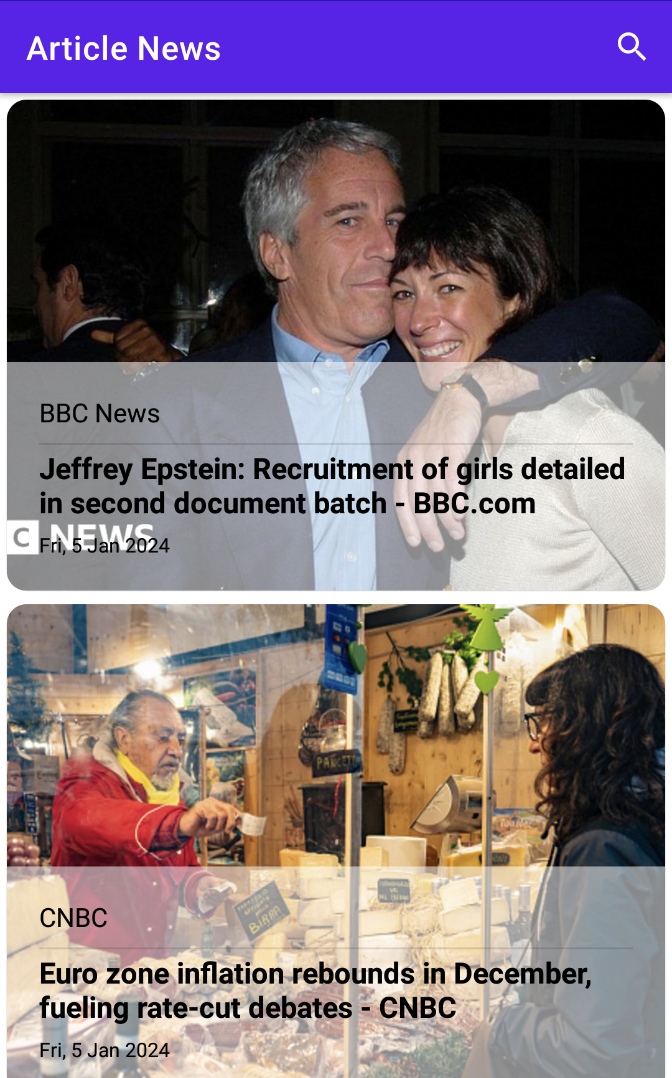 Article News
BBC News
Jeffrey Epstein: Recruitment of girls detailed
in second document batch - BBC.com
C NEWS
Fri, 5 Jan 2024
CNBC
BIRRA
Euro zone inflation rebounds in December,
fueling rate-cut debates - CNBC
Fri, 5 Jan 2024